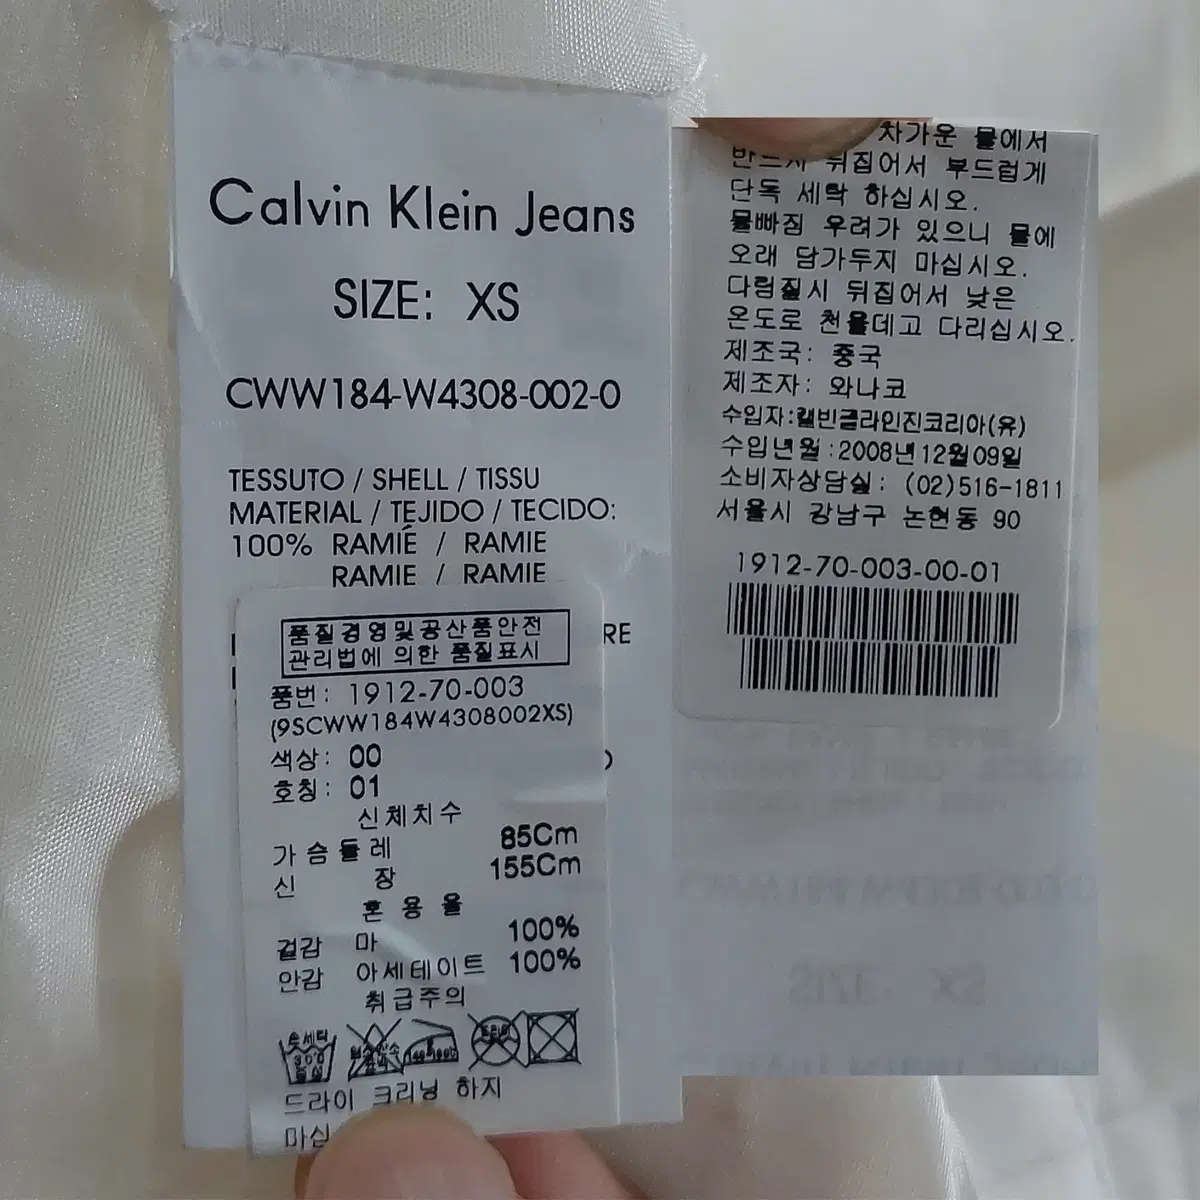 Calvin Klein Jeans
SIZE: XS
CWW184-W4308-002-0
TESSUTO / SHELL / TISSU
MATERIAL / TEJIDO / TECIDO:
100% RAMIÉ / RAMIE
RAMIE / RAMIE
품질경영및공산품안전
관리법에 의한 품질표시
품번: 1912-70-003
(9SCWW184W4308002XS)
색상: 00
호칭: 01
신체치수
가슴둘레 85Cm
신 장 155Cm
혼 용 율
겉감 마 100%
안감 아세테이트 100%
취급주의
손세탁
드라이 크리닝 하지
마십
차가운 물에서
반드시 뒤집어서 부드럽게
단독 세탁 하십시오.
물빠짐 우려가 있으니 물에
오래 담가두지 마십시오.
다림질시 뒤집어서 낮은
온도로 천을데고 다리십시오.
제조국: 중국
제조자: 와나코
수입자:캘빈클라인진코리아(유)
수입년월:2008년12월09일
소비자상담실: (02)516-1811
서울시 강남구 논현동 90
1912-70-003-00-01